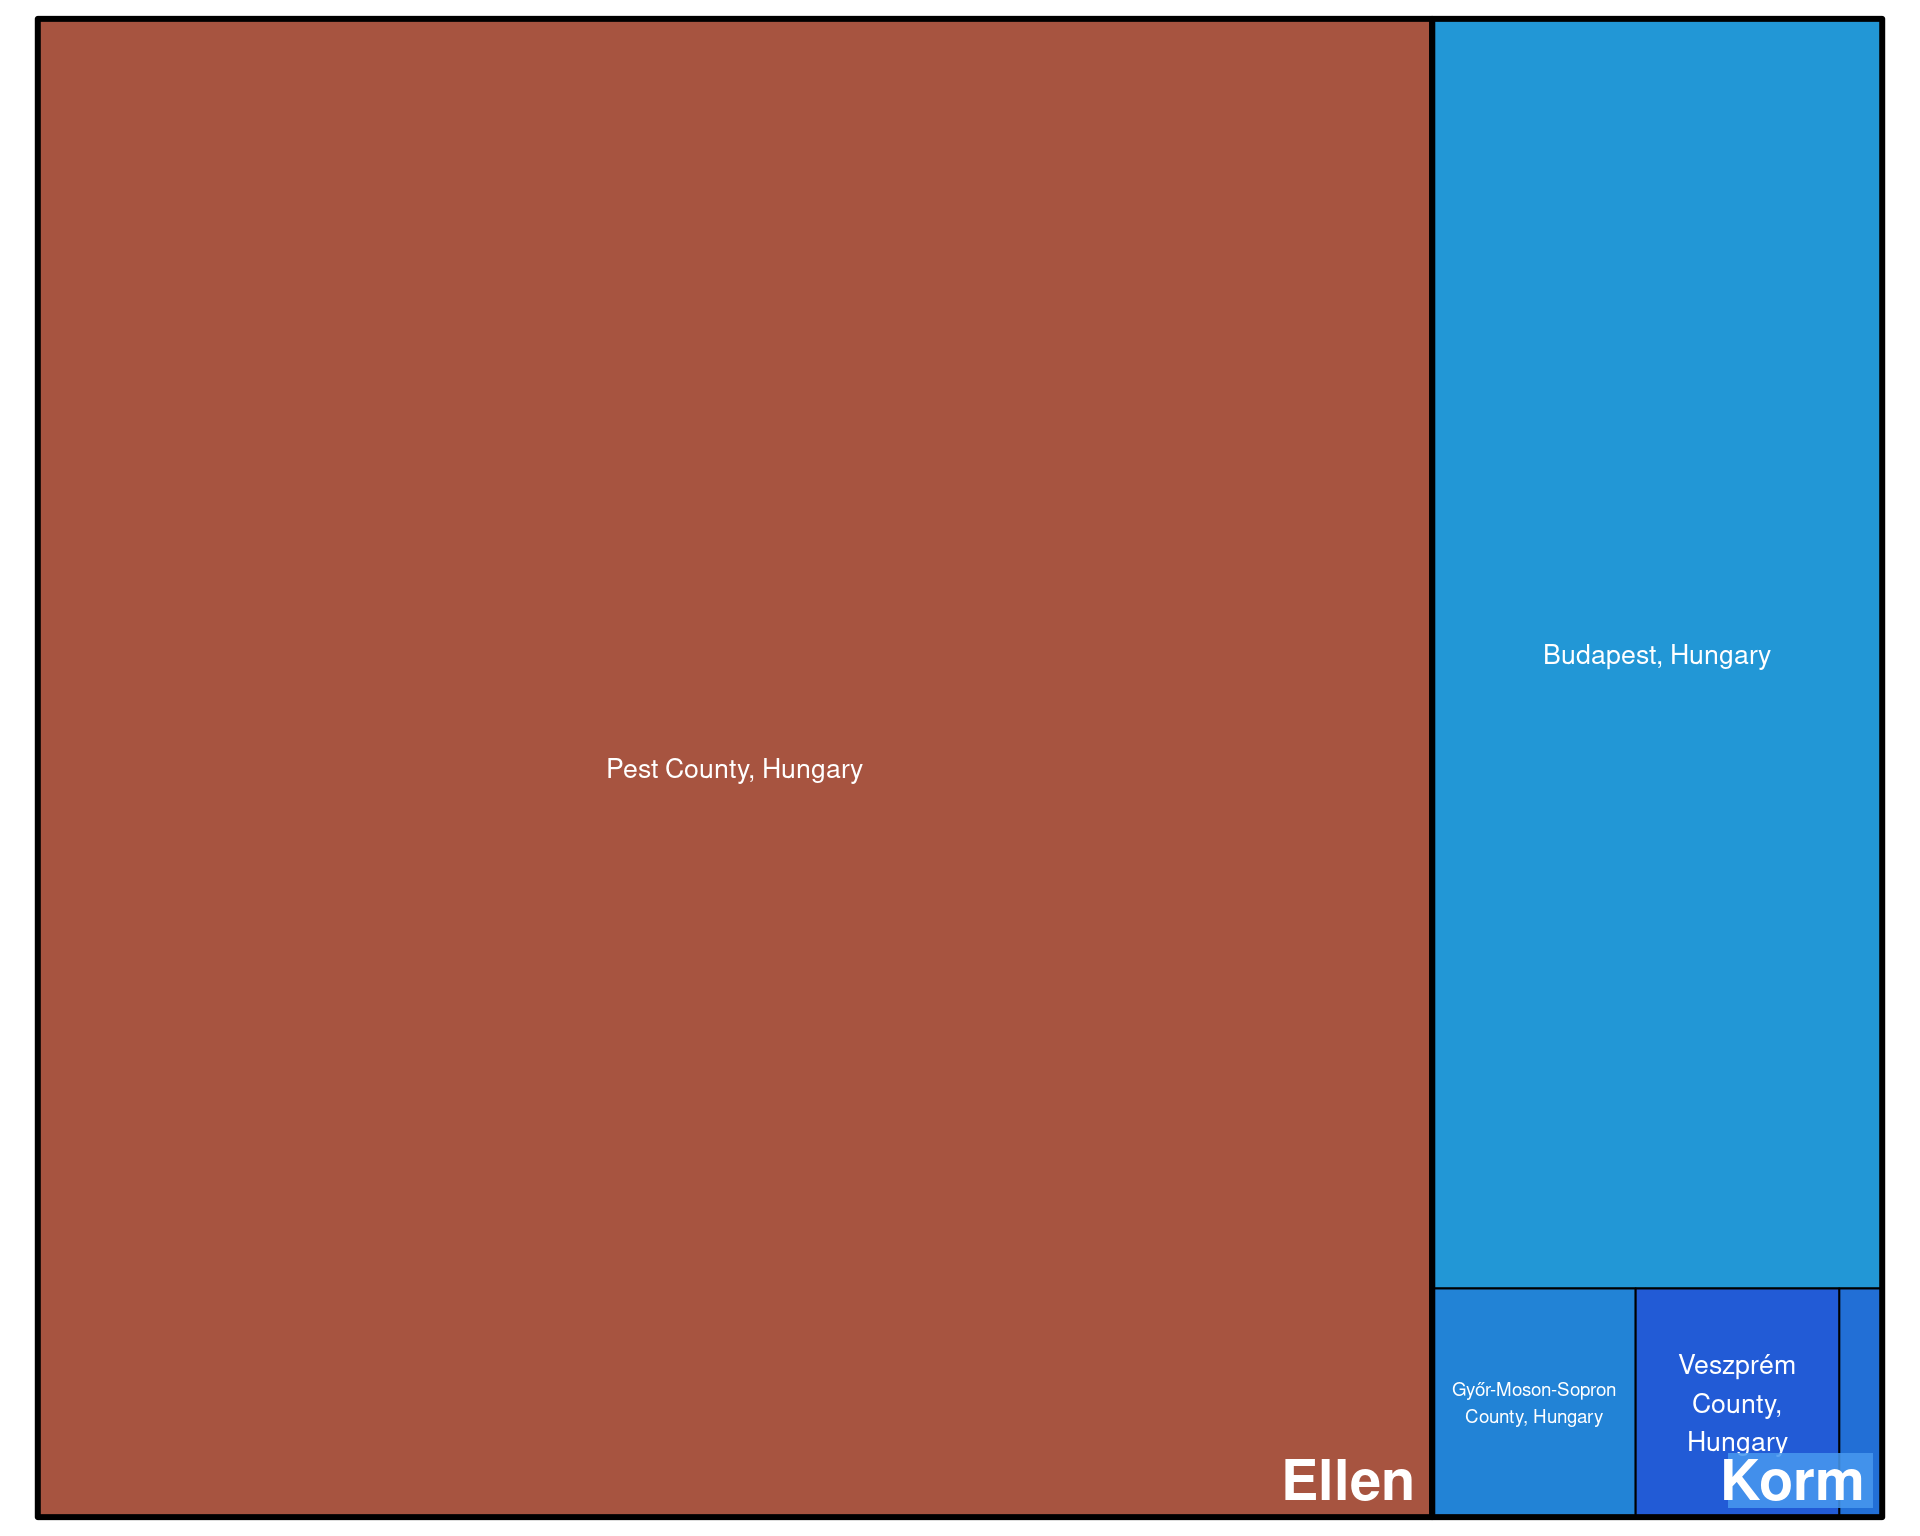 Budapest, Hungary
Pest County, Hungary
Győr-Moson-Sopron
County, Hungary
Veszprém
County,
Hungary
Ellen
Korm